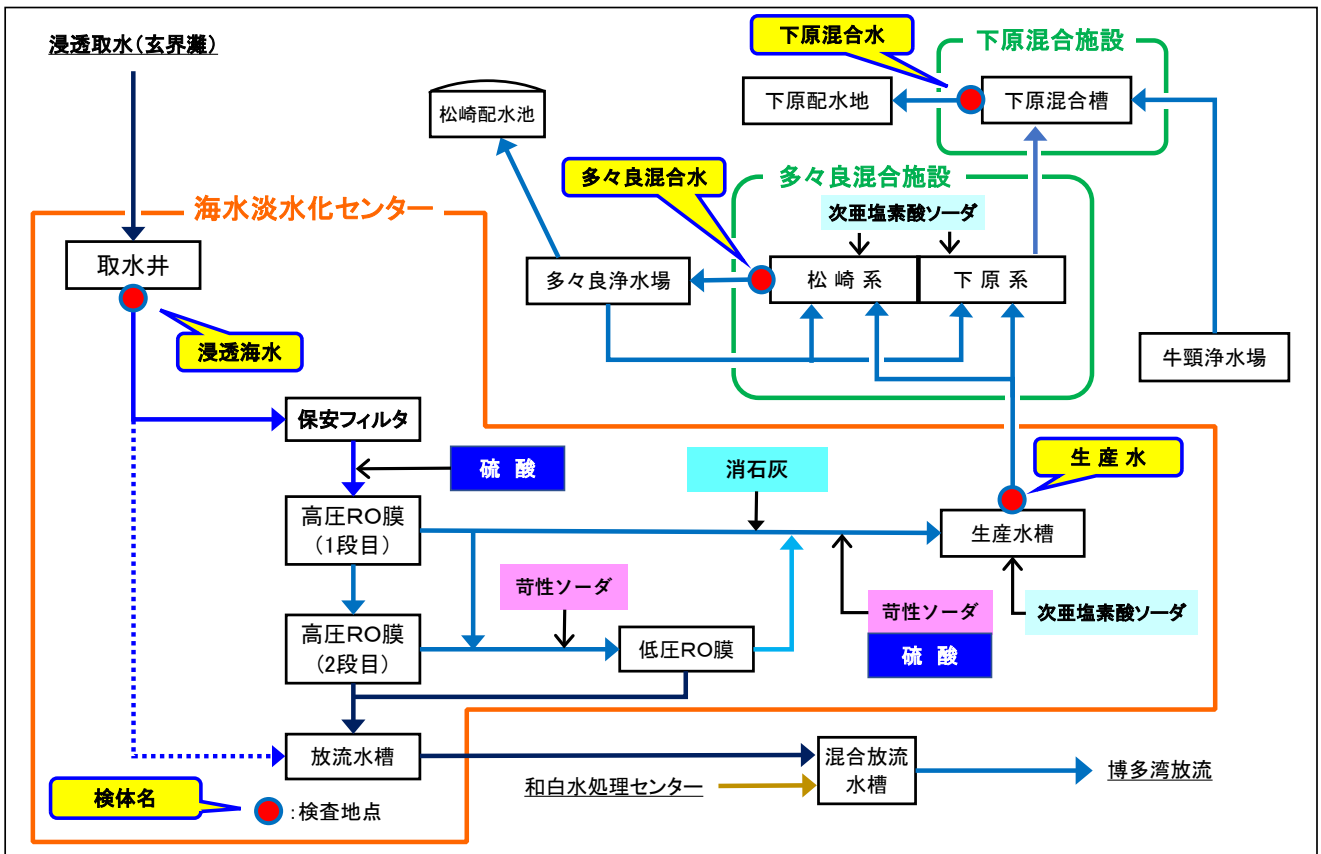 浸透取水(玄界灘)
下原混合水
下原混合施設
松崎配水池
下原配水地
下原混合槽
多々良混合水
多々良混合施設
次亜塩素酸ソーダ
海水淡水化センター
取水井
多々良浄水場
松崎系
下原系
浸透海水
牛頸浄水場
保安フィルタ
硫酸
消石灰
生産水
高圧RO膜
(1段目)
生産水槽
苛性ソーダ
苛性ソーダ
硫酸
次亜塩素酸ソーダ
高圧RO膜
(2段目)
低圧RO膜
放流水槽
混合放流
水槽
博多湾放流
和白水処理センター
検体名
:検査地点